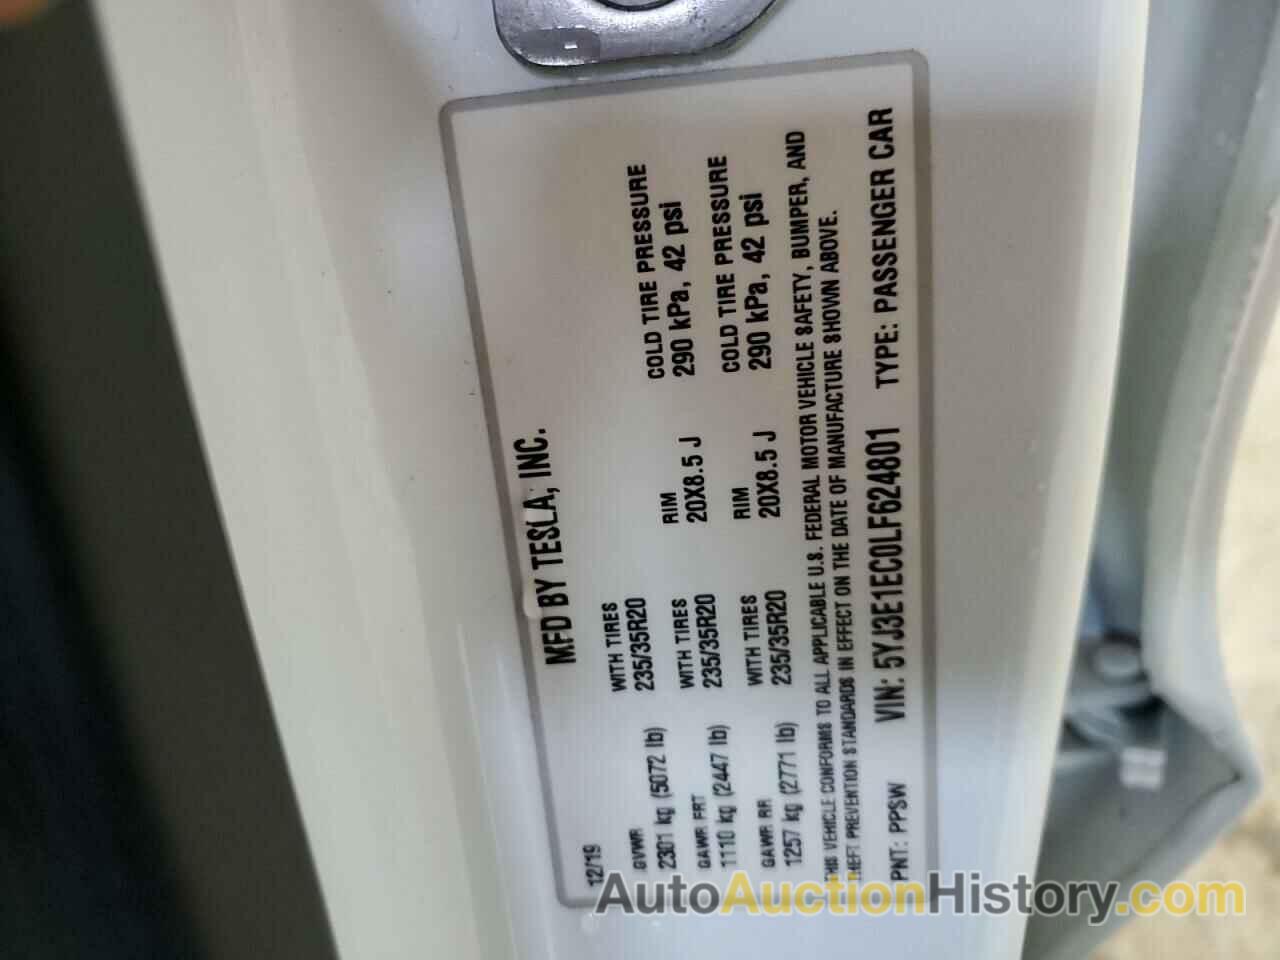 MFD BY TESLA, INC.
12/19
GVWR WITH TIRES
2301 kg (5072 lb) 235/35R20 COLD TIRE PRESSURE
GAWR FRT WITH TIRES RIM 290 kPa, 42 psi
1110 kg (2447 lb) 235/35R20 20X8.5 J COLD TIRE PRESSURE
GAWR RR WITH TIRES RIM 290 kPa, 42 psi
1257 kg (2771 lb) 235/35R20 20X8.5 J
THIS VEHICLE CONFORMS TO ALL APPLICABLE U.S. FEDERAL MOTOR VEHICLE SAFETY, BUMPER, AND
THEFT PREVENTION STANDARDS IN EFFECT ON THE DATE OF MANUFACTURE SHOWN ABOVE.
PNT: PPSW VIN: 5YJ3E1EC0LF624801 TYPE: PASSENGER CAR
AutoAuctionHistory.com